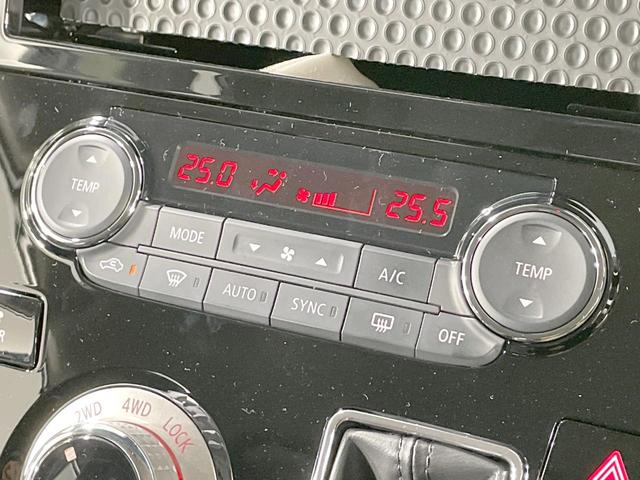 25.0 25.5
TEMP
MODE
A/C
TEMP
AUTO
SYNC
OFF
R
2WD 4WD LOCK